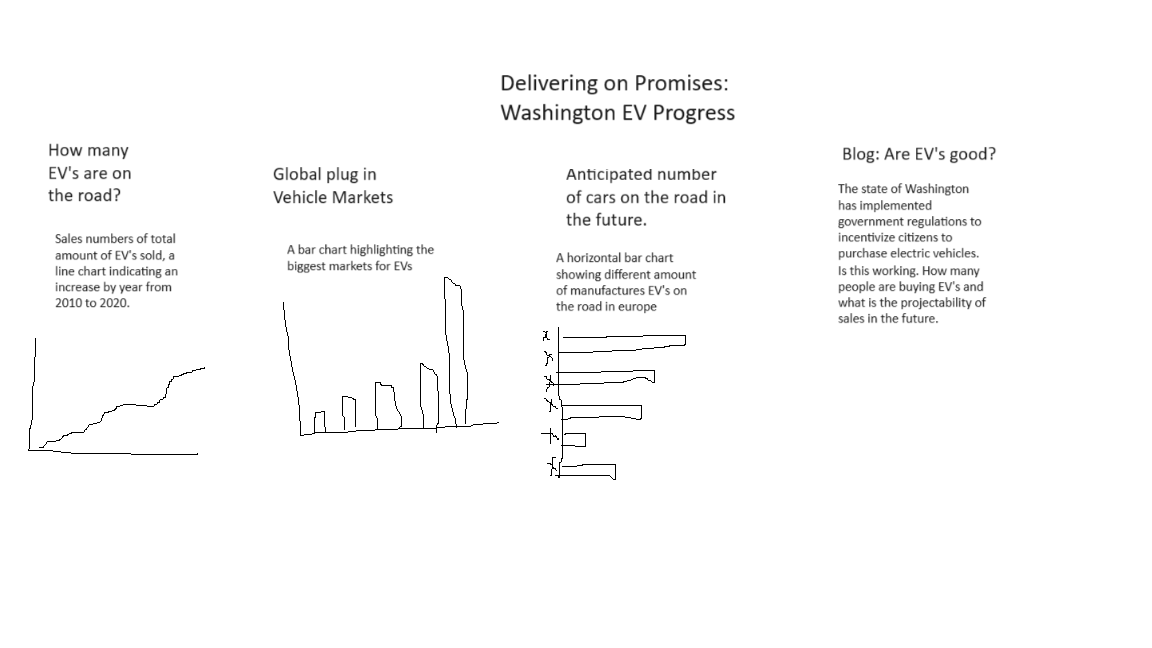 Delivering on Promises:
Washington EV Progress
How many
EV's are on
the road?
Sales numbers of total
amount of EV's sold, a
line chart indicating an
increase by year from
2010 to 2020.
Global plug in
Vehicle Markets
A bar chart highlighting the
biggest markets for EVs
Anticipated number
of cars on the road in
the future.
A horizontal bar chart
showing different amount
of manufactures EV's on
the road in europe
x
x
x
x
x
x
Blog: Are EV's good?
The state of Washington
has implemented
government regulations to
incentivize citizens to
purchase electric vehicles.
Is this working. How many
people are buying EV's and
what is the projectability of
sales in the future.